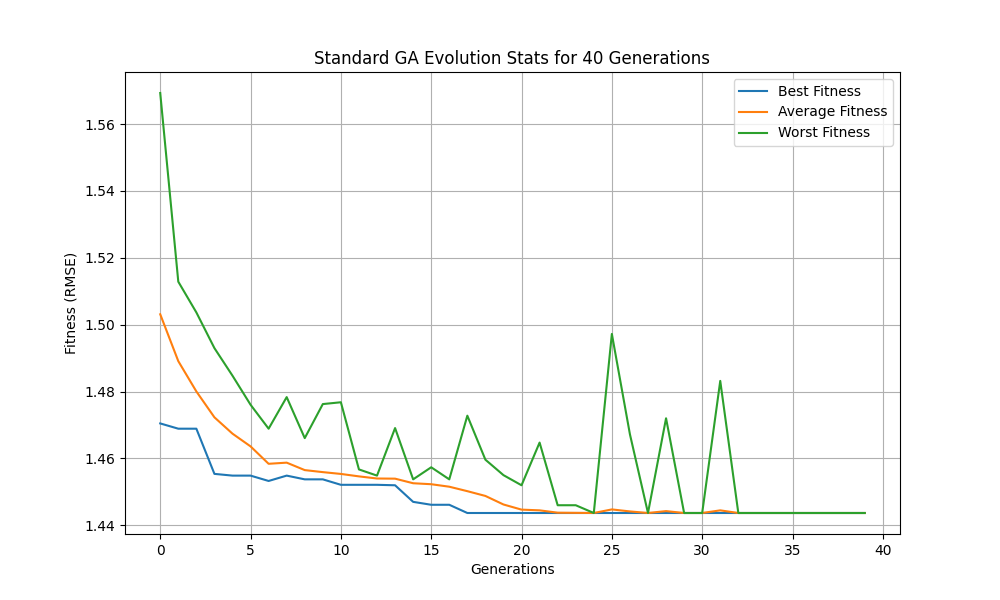 Standard GA Evolution Stats for 40 Generations
Best Fitness
Average Fitness
Worst Fitness
1.56
1.54
1.52
1.50
1.48
1.46
1.44
Fitness (RMSE)
0 5 10 15 20 25 30 35 40
Generations